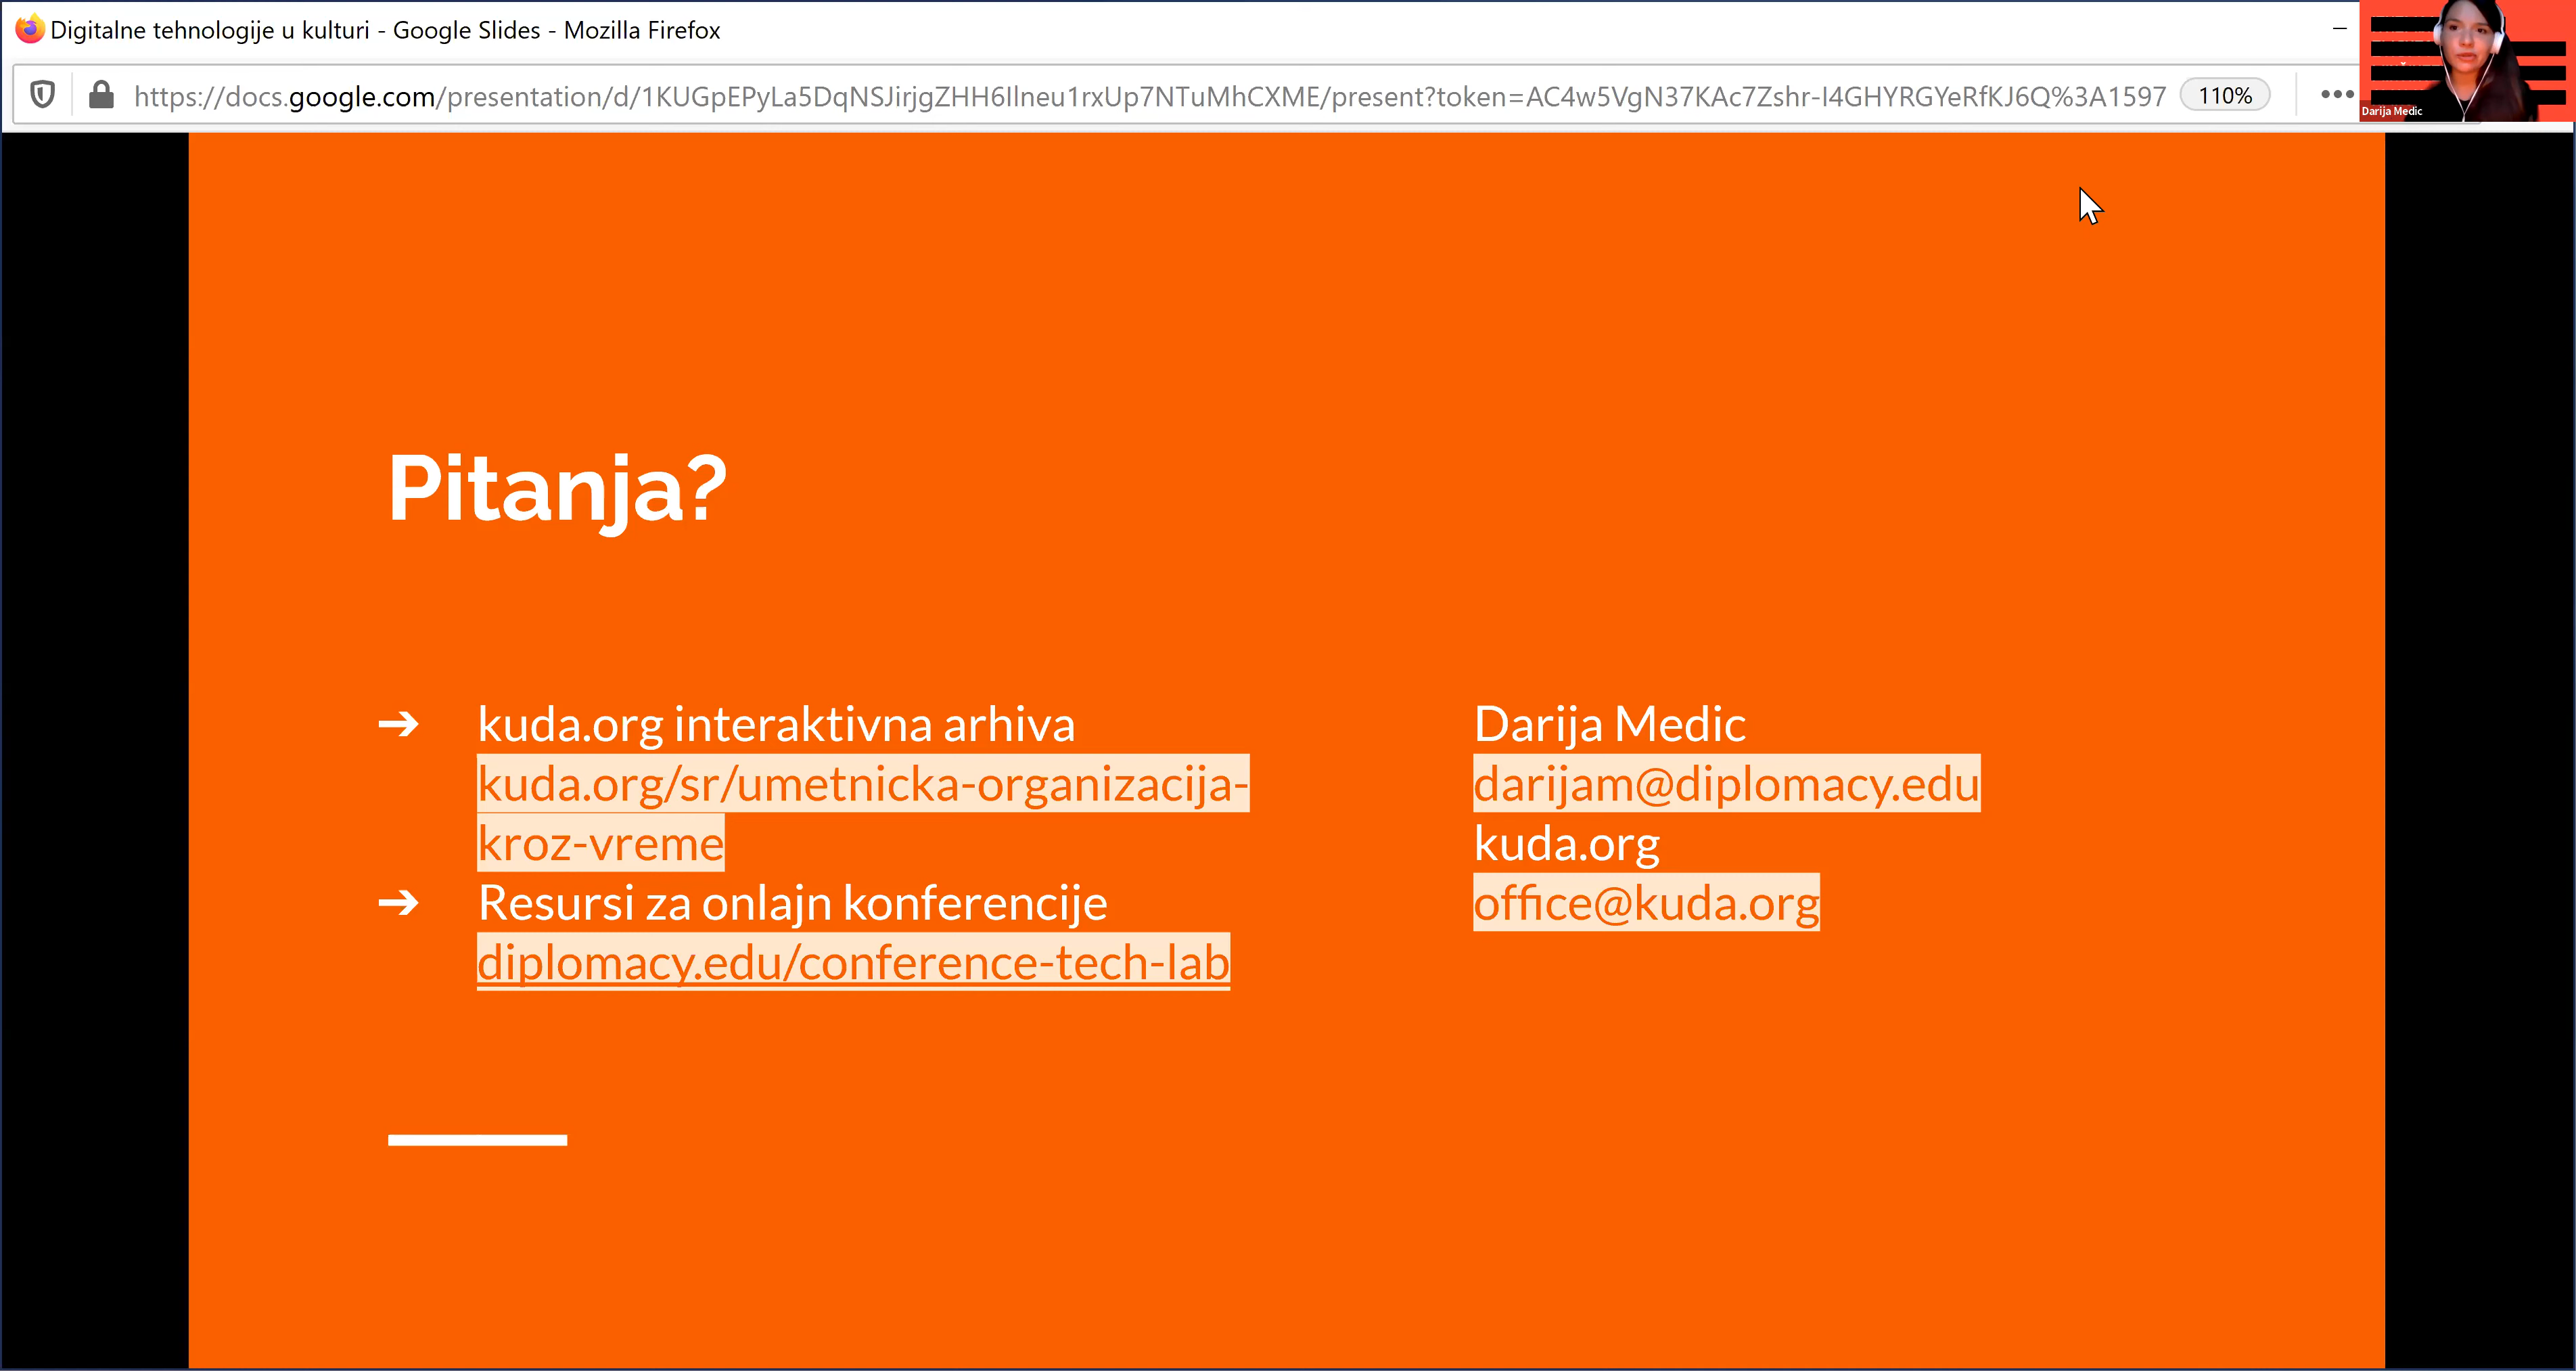 Digitalne tehnologije u kulturi - Google Slides - Mozilla Firefox
https://docs.google.com/presentation/d/1KUGpEPyLa5DqNSJirjgZHH6Ilneu1rxUp7NTuMhCXME/present?token=AC4w5VgN37KAc7Zshr-I4GHYRGYeRfKJ6Q%3A1597
110%
Darija Medic
Pitanja?
➔ kuda.org interaktivna arhiva
kuda.org/sr/umetnicka-organizacija-
kroz-vreme
➔ Resursi za onlajn konferencije
diplomacy.edu/conference-tech-lab
Darija Medic
darijam@diplomacy.edu
kuda.org
office@kuda.org